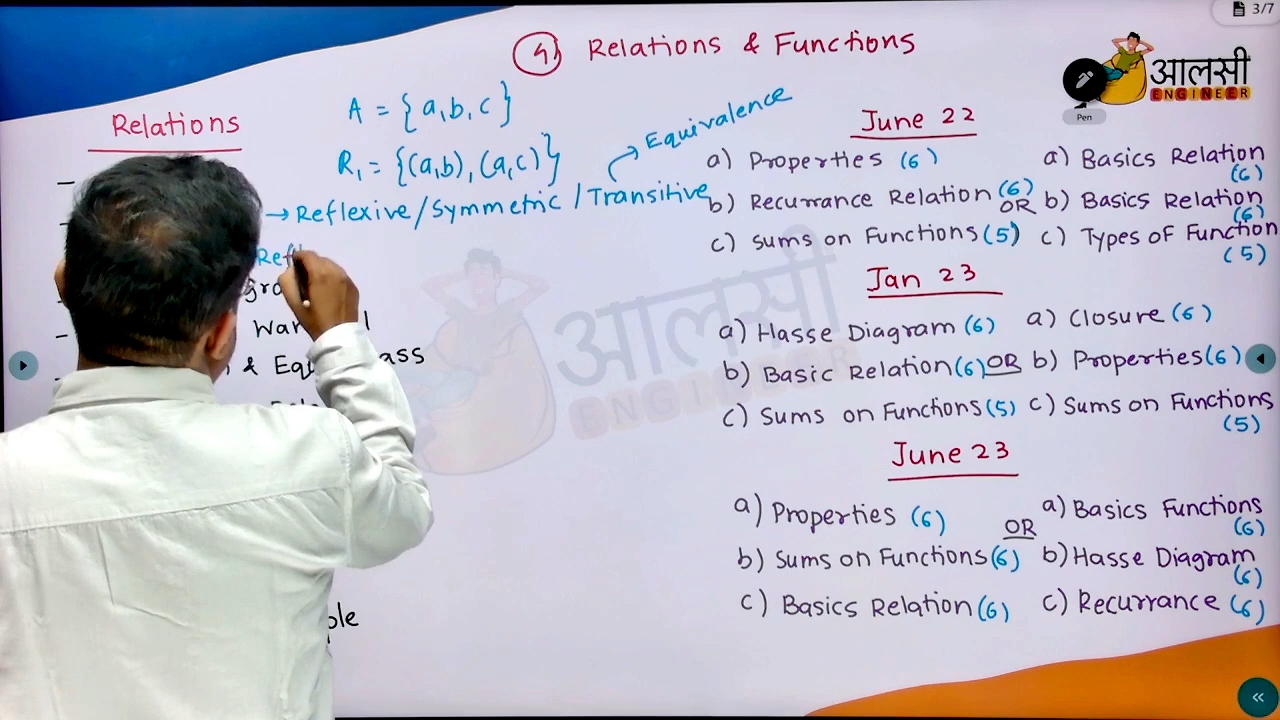 3/7
4) Relations & Functions
आलसी
ENGINEER
Pen
Relations
A = {a,b,c}
R₁ = {(a,b), (a,c)}
Equivalence
→ Reflexive/Symmetric / Transitive
& Equ ass
June 22
a) Properties (6)
b) Recurrance Relation (6)
c) Sums on Functions (5)
OR
a) Basics Relation (6)
b) Basics Relation (6)
c) Types of Function (5)
Jan 23
a) Hasse Diagram (6)
b) Basic Relation (6)
c) Sums on Functions (5)
OR
a) Closure (6)
b) Properties (6)
c) Sums on Functions (5)
June 23
a) Properties (6)
b) Sums on Functions (6)
c) Basics Relation (6)
OR
a) Basics Functions (6)
b) Hasse Diagram (6)
c) Recurrance (6)
आलसी
ENGINEER